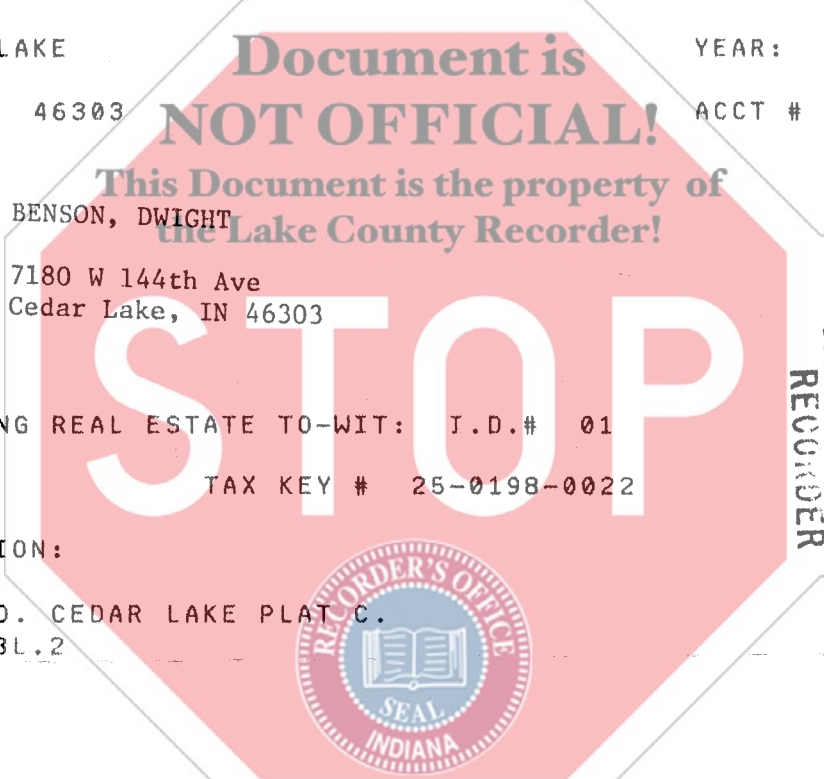 LAKE YEAR:
Document is
46303 ACCT #
NOT OFFICIAL!
This Document is the property of
BENSON, DWIGHT
the Lake County Recorder!
7180 W 144th Ave
Cedar Lake, IN 46303
STOP
RECORDER
NG REAL ESTATE TO-WIT: I.D.# 01
TAX KEY # 25-0198-0022
ION:
O. CEDAR LAKE PLAT C.
BL.2
RECORDER'S OFFICE
SEAL
INDIANA